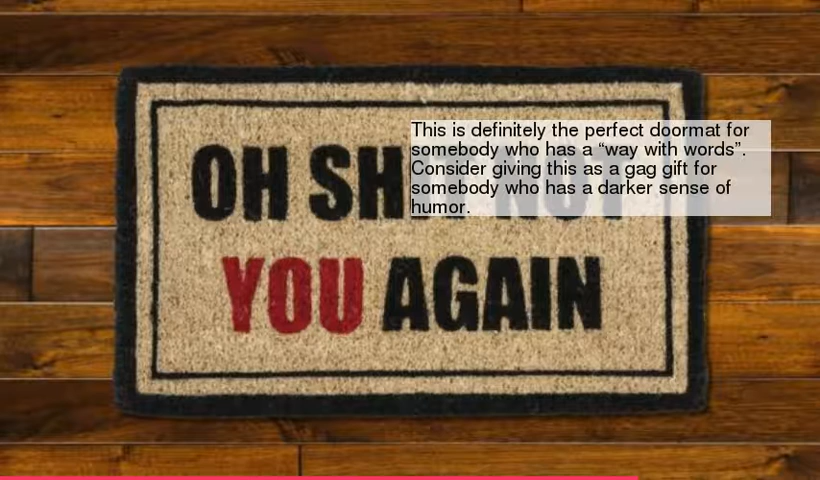 OH SH NOT
This is definitely the perfect doormat for
somebody who has a “way with words”.
Consider giving this as a gag gift for
somebody who has a darker sense of
humor.
YOU AGAIN